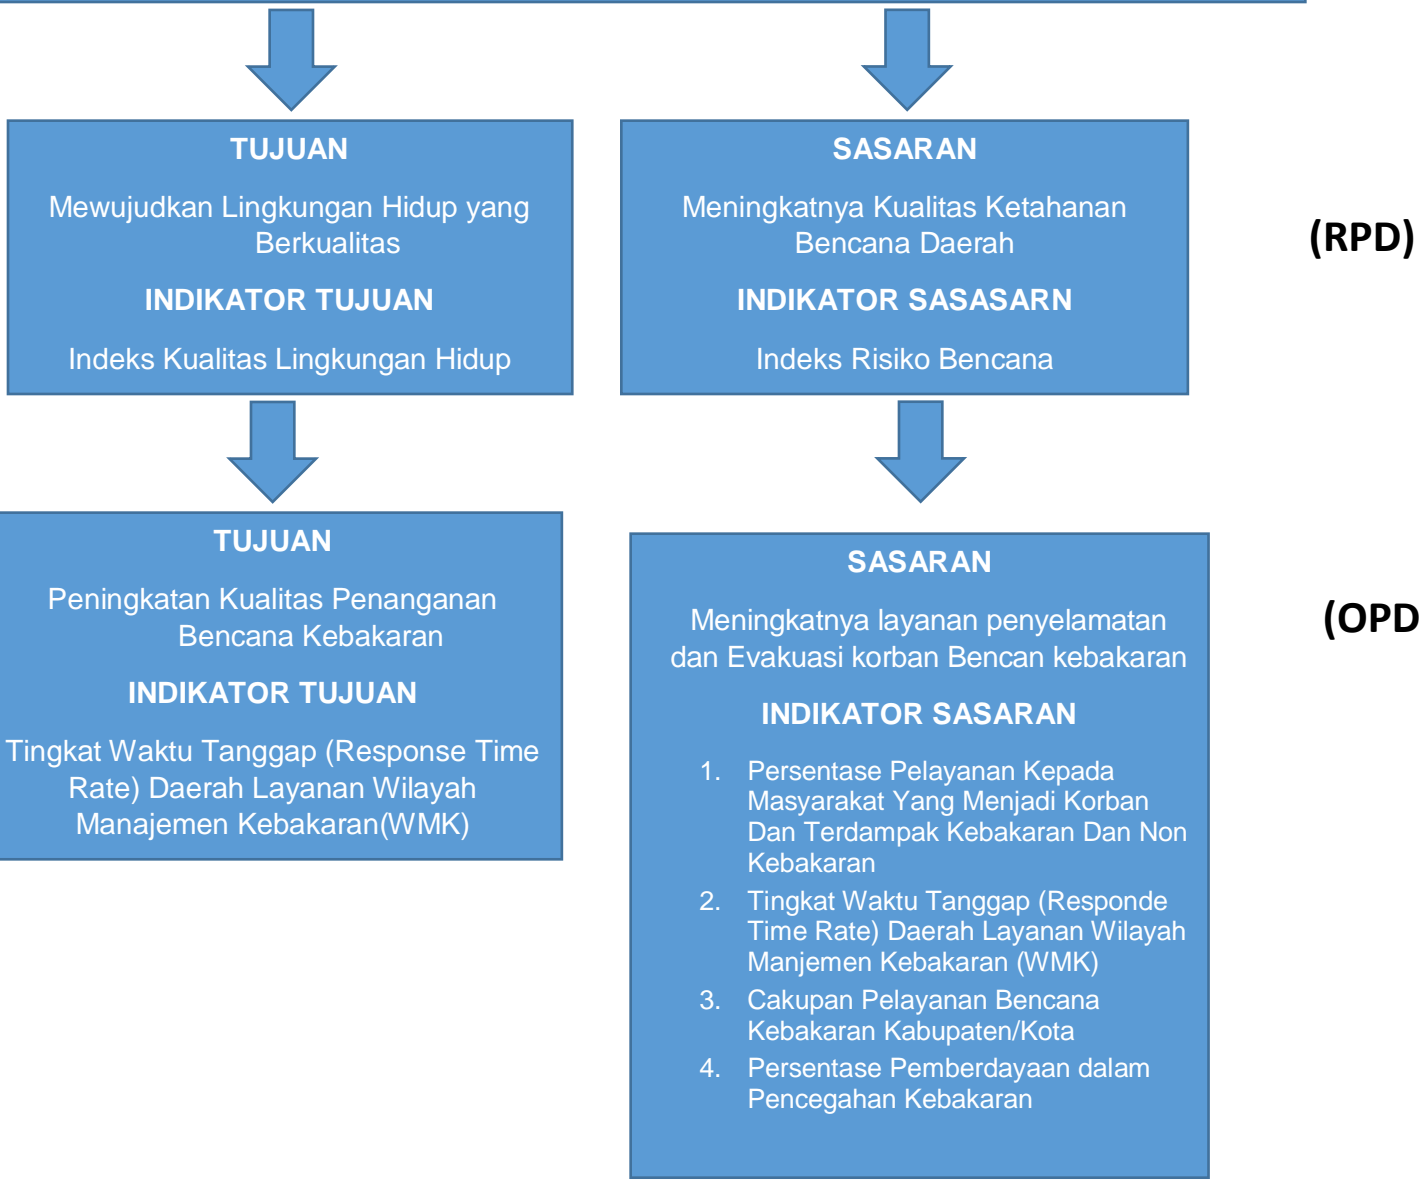 TUJUAN
Mewujudkan Lingkungan Hidup yang
Berkualitas
INDIKATOR TUJUAN
Indeks Kualitas Lingkungan Hidup
SASARAN
Meningkatnya Kualitas Ketahanan
Bencana Daerah
INDIKATOR SASASARN
Indeks Risiko Bencana
(RPD)
TUJUAN
Peningkatan Kualitas Penanganan
Bencana Kebakaran
INDIKATOR TUJUAN
Tingkat Waktu Tanggap (Response Time
Rate) Daerah Layanan Wilayah
Manajemen Kebakaran(WMK)
SASARAN
Meningkatnya layanan penyelamatan
dan Evakuasi korban Bencan kebakaran
INDIKATOR SASARAN
1. Persentase Pelayanan Kepada
Masyarakat Yang Menjadi Korban
Dan Terdampak Kebakaran Dan Non
Kebakaran
2. Tingkat Waktu Tanggap (Responde
Time Rate) Daerah Layanan Wilayah
Manjemen Kebakaran (WMK)
3. Cakupan Pelayanan Bencana
Kebakaran Kabupaten/Kota
4. Persentase Pemberdayaan dalam
Pencegahan Kebakaran
(OPD